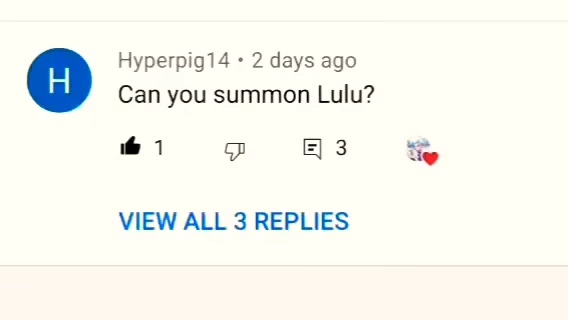 H
Hyperpig14 • 2 days ago
Can you summon Lulu?
1 3
VIEW ALL 3 REPLIES